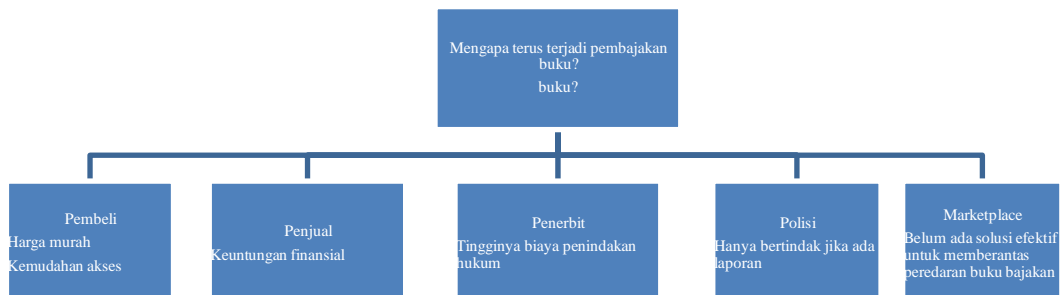 Mengapa terus terjadi pembajakan
buku?
buku?
Pembeli
Harga murah
Kemudahan akses
Penjual
Keuntungan finansial
Penerbit
Tingginya biaya penindakan
hukum
Polisi
Hanya bertindak jika ada
laporan
Marketplace
Belum ada solusi efektif
untuk memberantas
peredaran buku bajakan